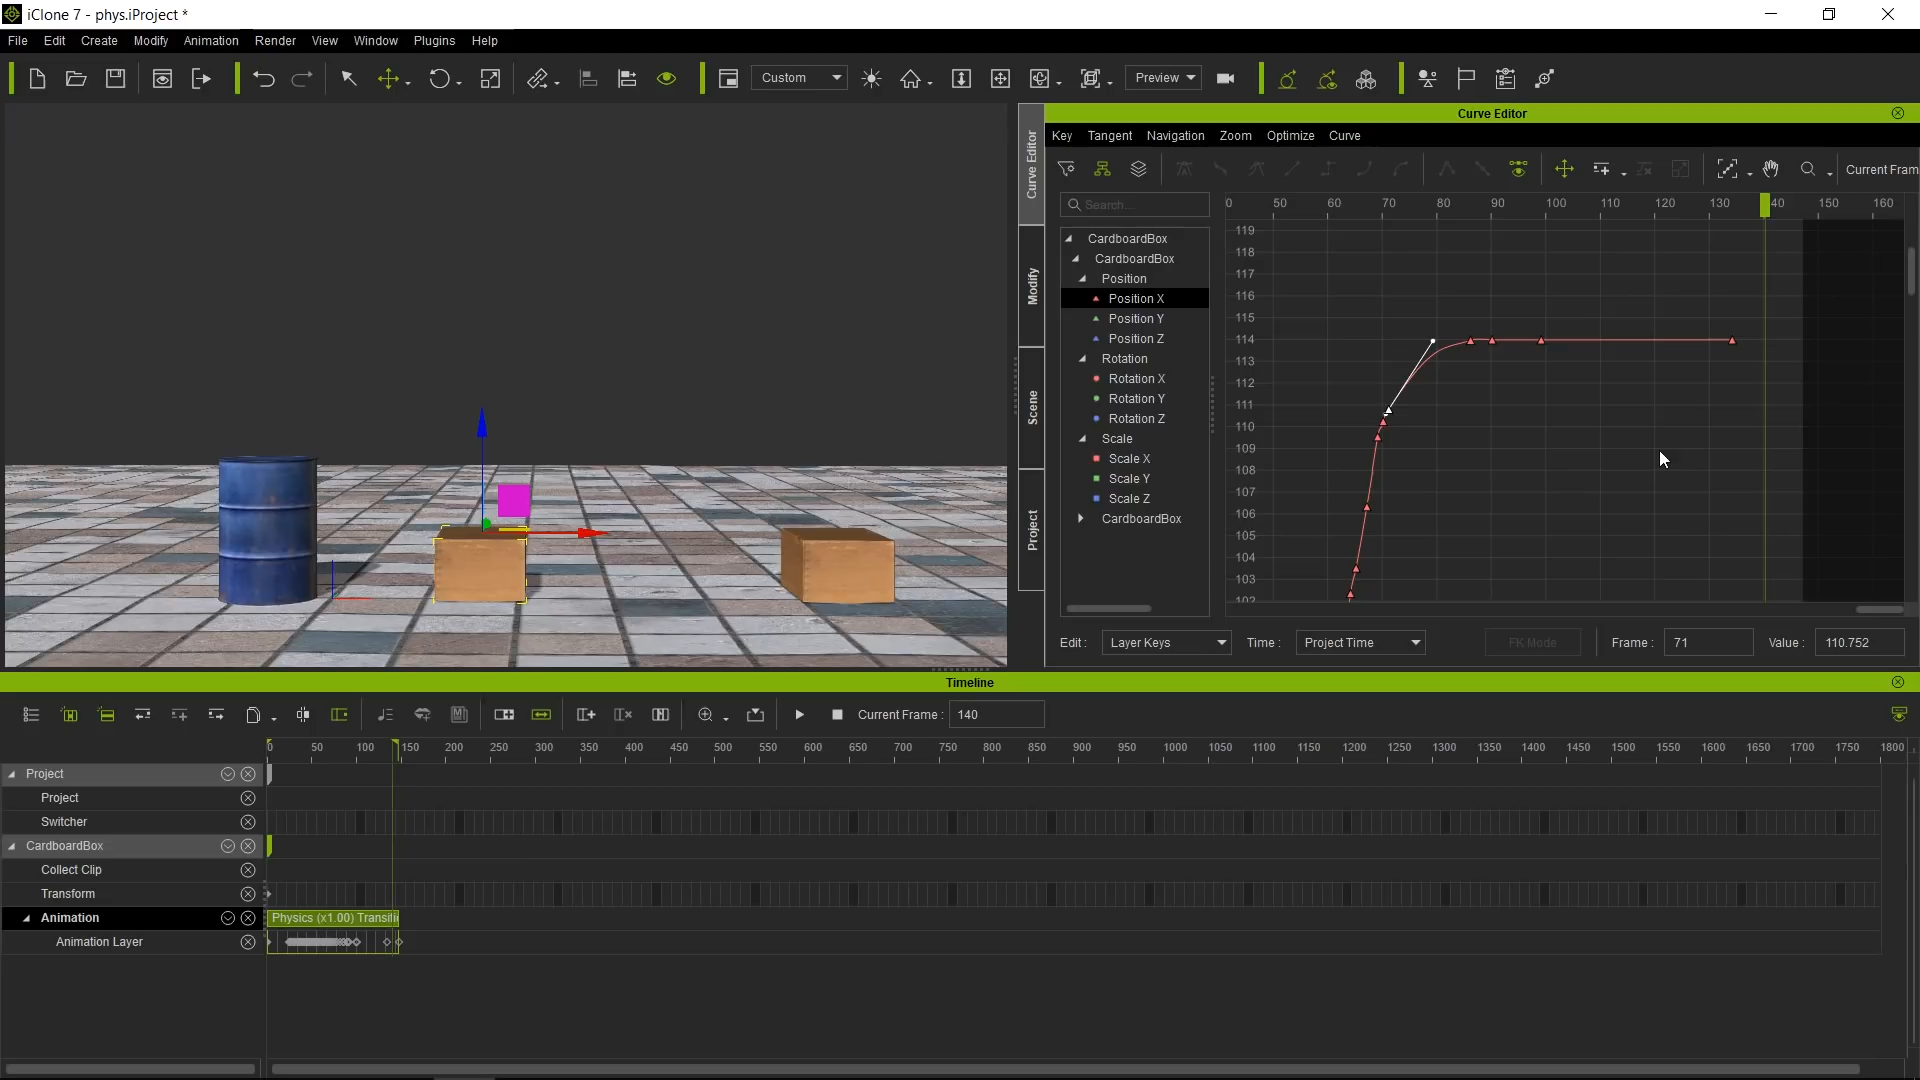 iClone 7 - phys.iProject *
File Edit Create Modify Animation Render View Window Plugins Help
Custom Preview
Curve Editor
Key Tangent Navigation Zoom Optimize Curve
Current Fram
Curve Editor
Modify
Scene
Project
Search...
0 50 60 70 80 90 100 110 120 130 40 150 160
CardboardBox
CardboardBox
Position
Position X
Position Y
Position Z
Rotation
Rotation X
Rotation Y
Rotation Z
Scale
Scale X
Scale Y
Scale Z
CardboardBox
119
118
117
116
115
114
113
112
111
110
109
108
107
106
105
104
103
102
Edit : Layer Keys Time : Project Time FK Mode Frame : 71 Value : 110.752
Timeline
Current Frame : 140
0 50 100 150 200 250 300 350 400 450 500 550 600 650 700 750 800 850 900 950 1000 1050 1100 1150 1200 1250 1300 1350 1400 1450 1500 1550 1600 1650 1700 1750 1800
Project
Project
Switcher
CardboardBox
Collect Clip
Transform
Animation Physics (x1.00) Transiti
Animation Layer